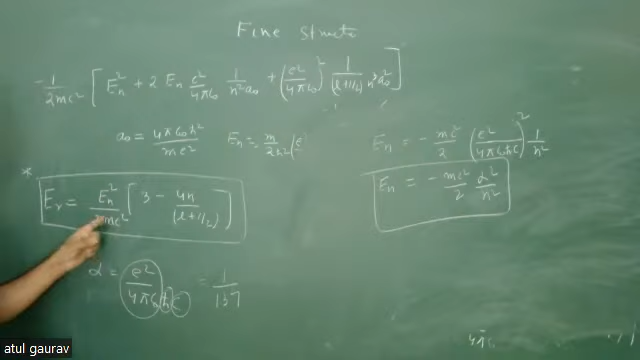 Fine structu
-1/2mc² [ E_n² + 2 E_n e²/4πε₀ 1/n²a₀ + (e²/4πε₀)² 1/(l+1/2) n³a₀² ]
a₀ = 4πε₀ħ²/me² E_n = m/2ħ² (e
E_n = - mc²/2 (e²/4πε₀ħc)² 1/n²
* E_r = E_n²/2mc² [ 3 - 4n/(l+1/2) ]
E_n = - mc²/2 α²/n²
α = e²/4πε₀ħc = 1/137
atul gaurav